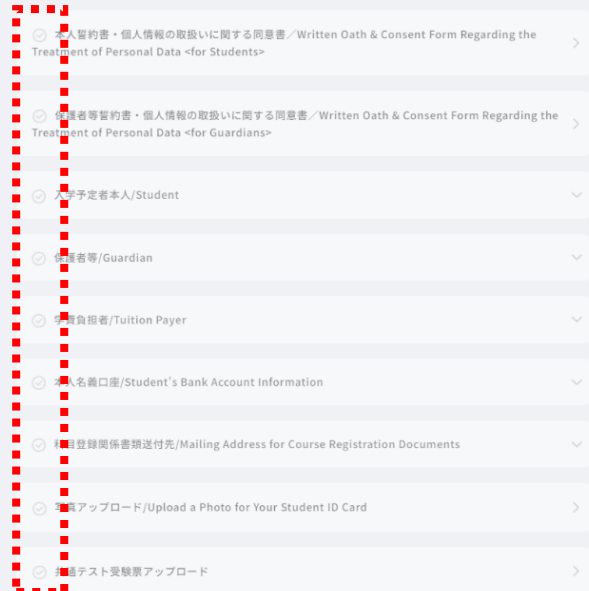 本人誓約書・個人情報の取扱いに関する同意書／Written Oath & Consent Form Regarding the
Treatment of Personal Data <for Students>
保護者等誓約書・個人情報の取扱いに関する同意書／Written Oath & Consent Form Regarding the
Treatment of Personal Data <for Guardians>
入学予定者本人/Student
保護者等/Guardian
学費負担者/Tuition Payer
本人名義口座/Student's Bank Account Information
科目登録関係書類送付先/Mailing Address for Course Registration Documents
写真アップロード/Upload a Photo for Your Student ID Card
共通テスト受験票アップロード